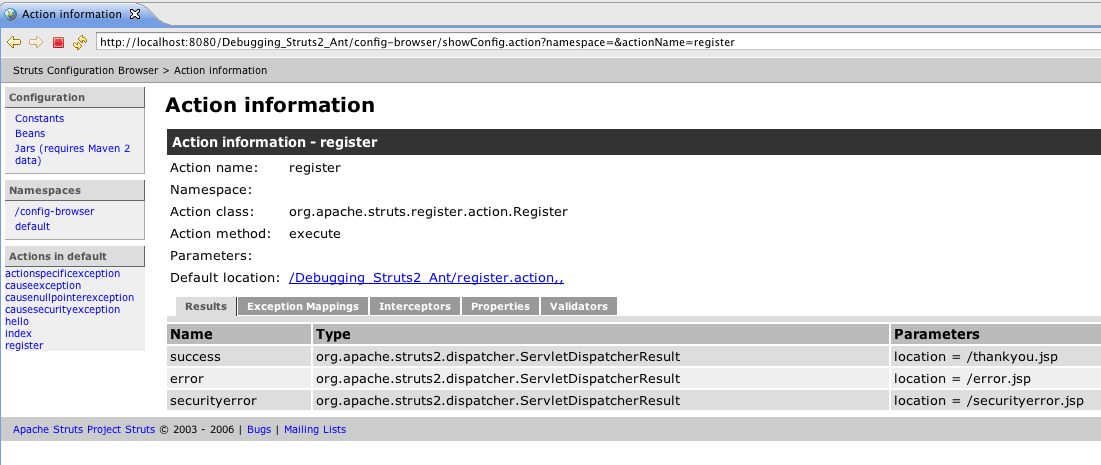 Action information
http://localhost:8080/Debugging_Struts2_Ant/config-browser/showConfig.action?namespace=&actionName=register
Struts Configuration Browser > Action information
Configuration
Constants
Beans
Jars (requires Maven 2
data)
Namespaces
/config-browser
default
Actions in default
actionspecificexception
causeexception
causenullpointerexception
causesecurityexception
hello
index
register
Action information
Action information - register
Action name: register
Namespace:
Action class: org.apache.struts.register.action.Register
Action method: execute
Parameters:
Default location: /Debugging_Struts2_Ant/register.action,,
Results Exception Mappings Interceptors Properties Validators
Name Type Parameters
success org.apache.struts2.dispatcher.ServletDispatcherResult location = /thankyou.jsp
error org.apache.struts2.dispatcher.ServletDispatcherResult location = /error.jsp
securityerror org.apache.struts2.dispatcher.ServletDispatcherResult location = /securityerror.jsp
Apache Struts Project Struts © 2003 - 2006 | Bugs | Mailing Lists